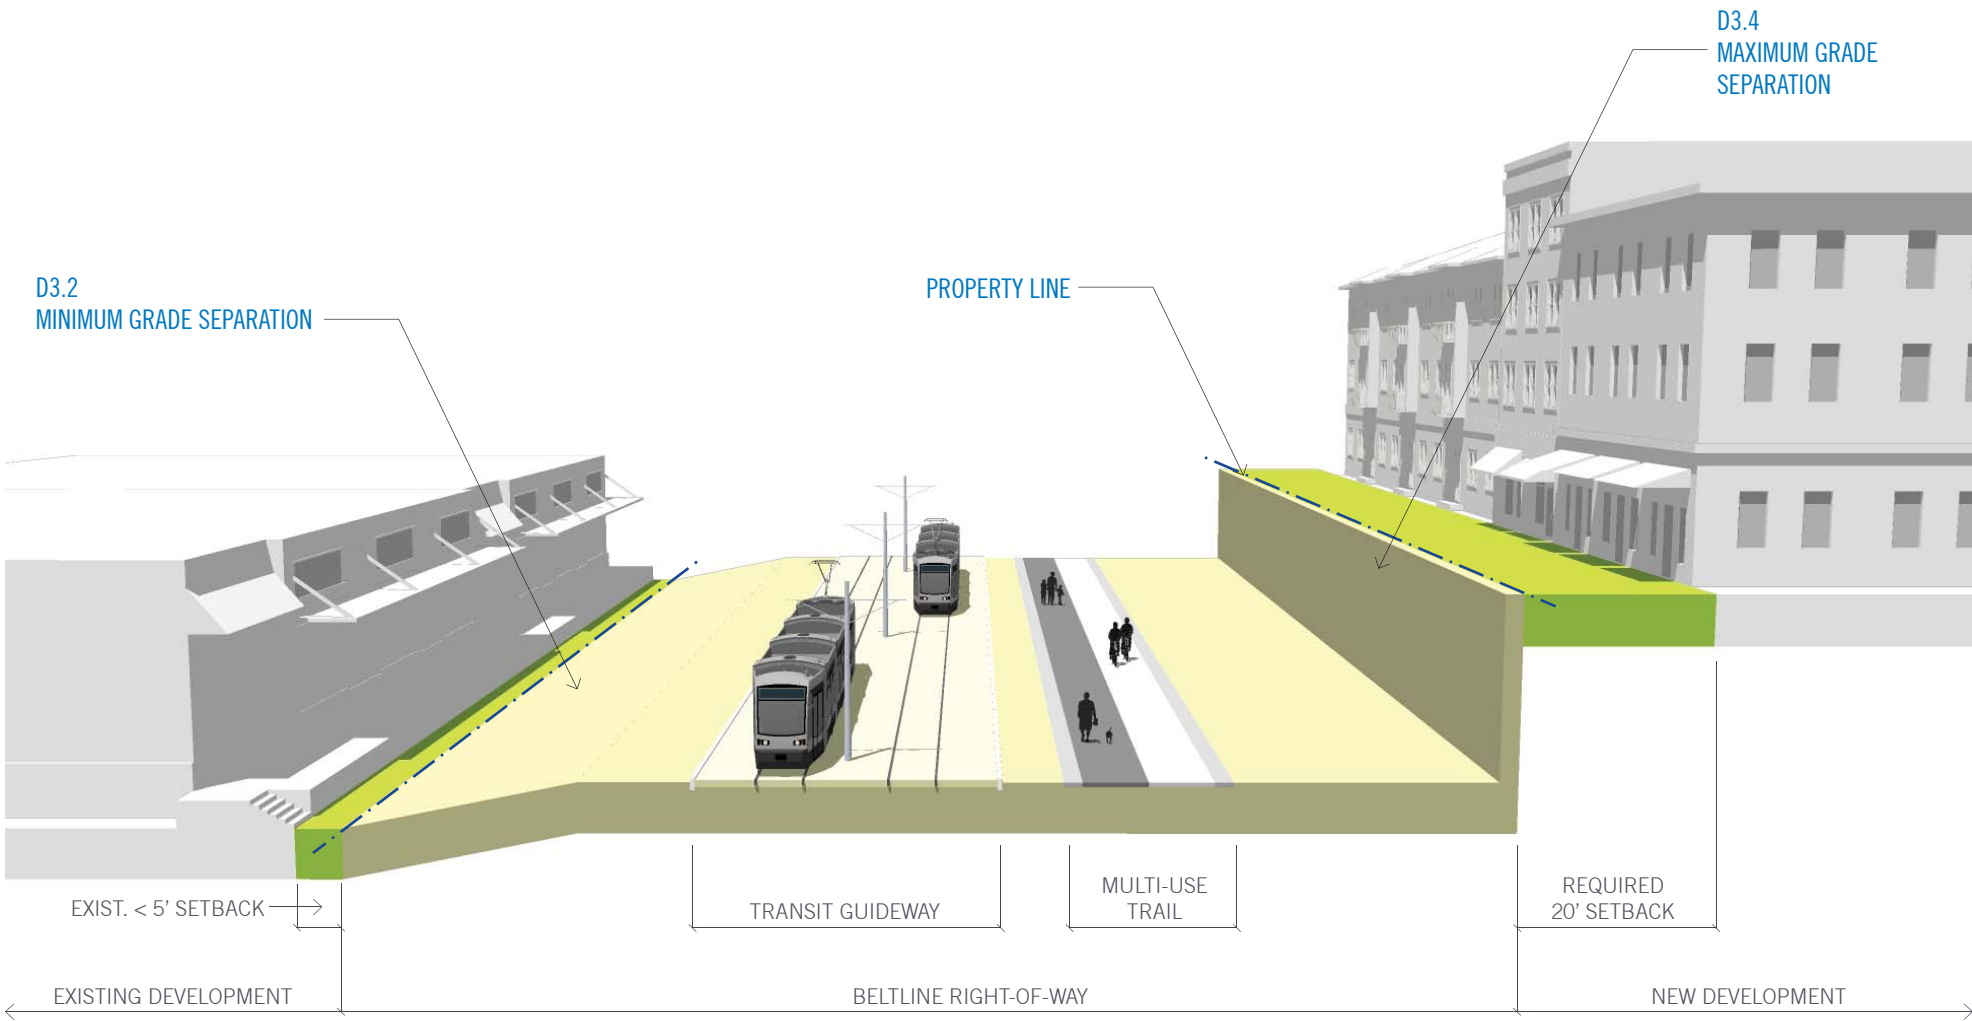 D3.4
MAXIMUM GRADE
SEPARATION
D3.2
MINIMUM GRADE SEPARATION
PROPERTY LINE
EXIST. < 5’ SETBACK
TRANSIT GUIDEWAY
MULTI-USE
TRAIL
REQUIRED
20’ SETBACK
EXISTING DEVELOPMENT
BELTLINE RIGHT-OF-WAY
NEW DEVELOPMENT